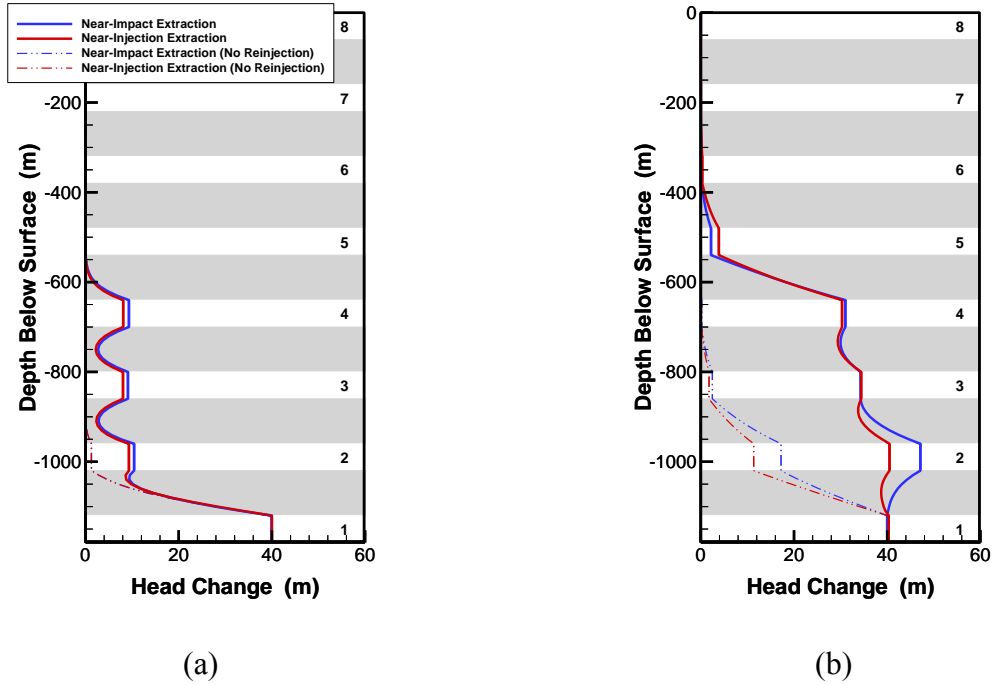 Near-Impact Extraction
Near-Injection Extraction
Near-Impact Extraction (No Reinjection)
Near-Injection Extraction (No Reinjection)
8
7
6
5
4
3
2
1
-200
-400
-600
-800
-1000
Depth Below Surface (m)
0 20 40 60
Head Change (m)
(a)
0
-200
-400
-600
-800
-1000
Depth Below Surface (m)
8
7
6
5
4
3
2
1
0 20 40 60
Head Change (m)
(b)